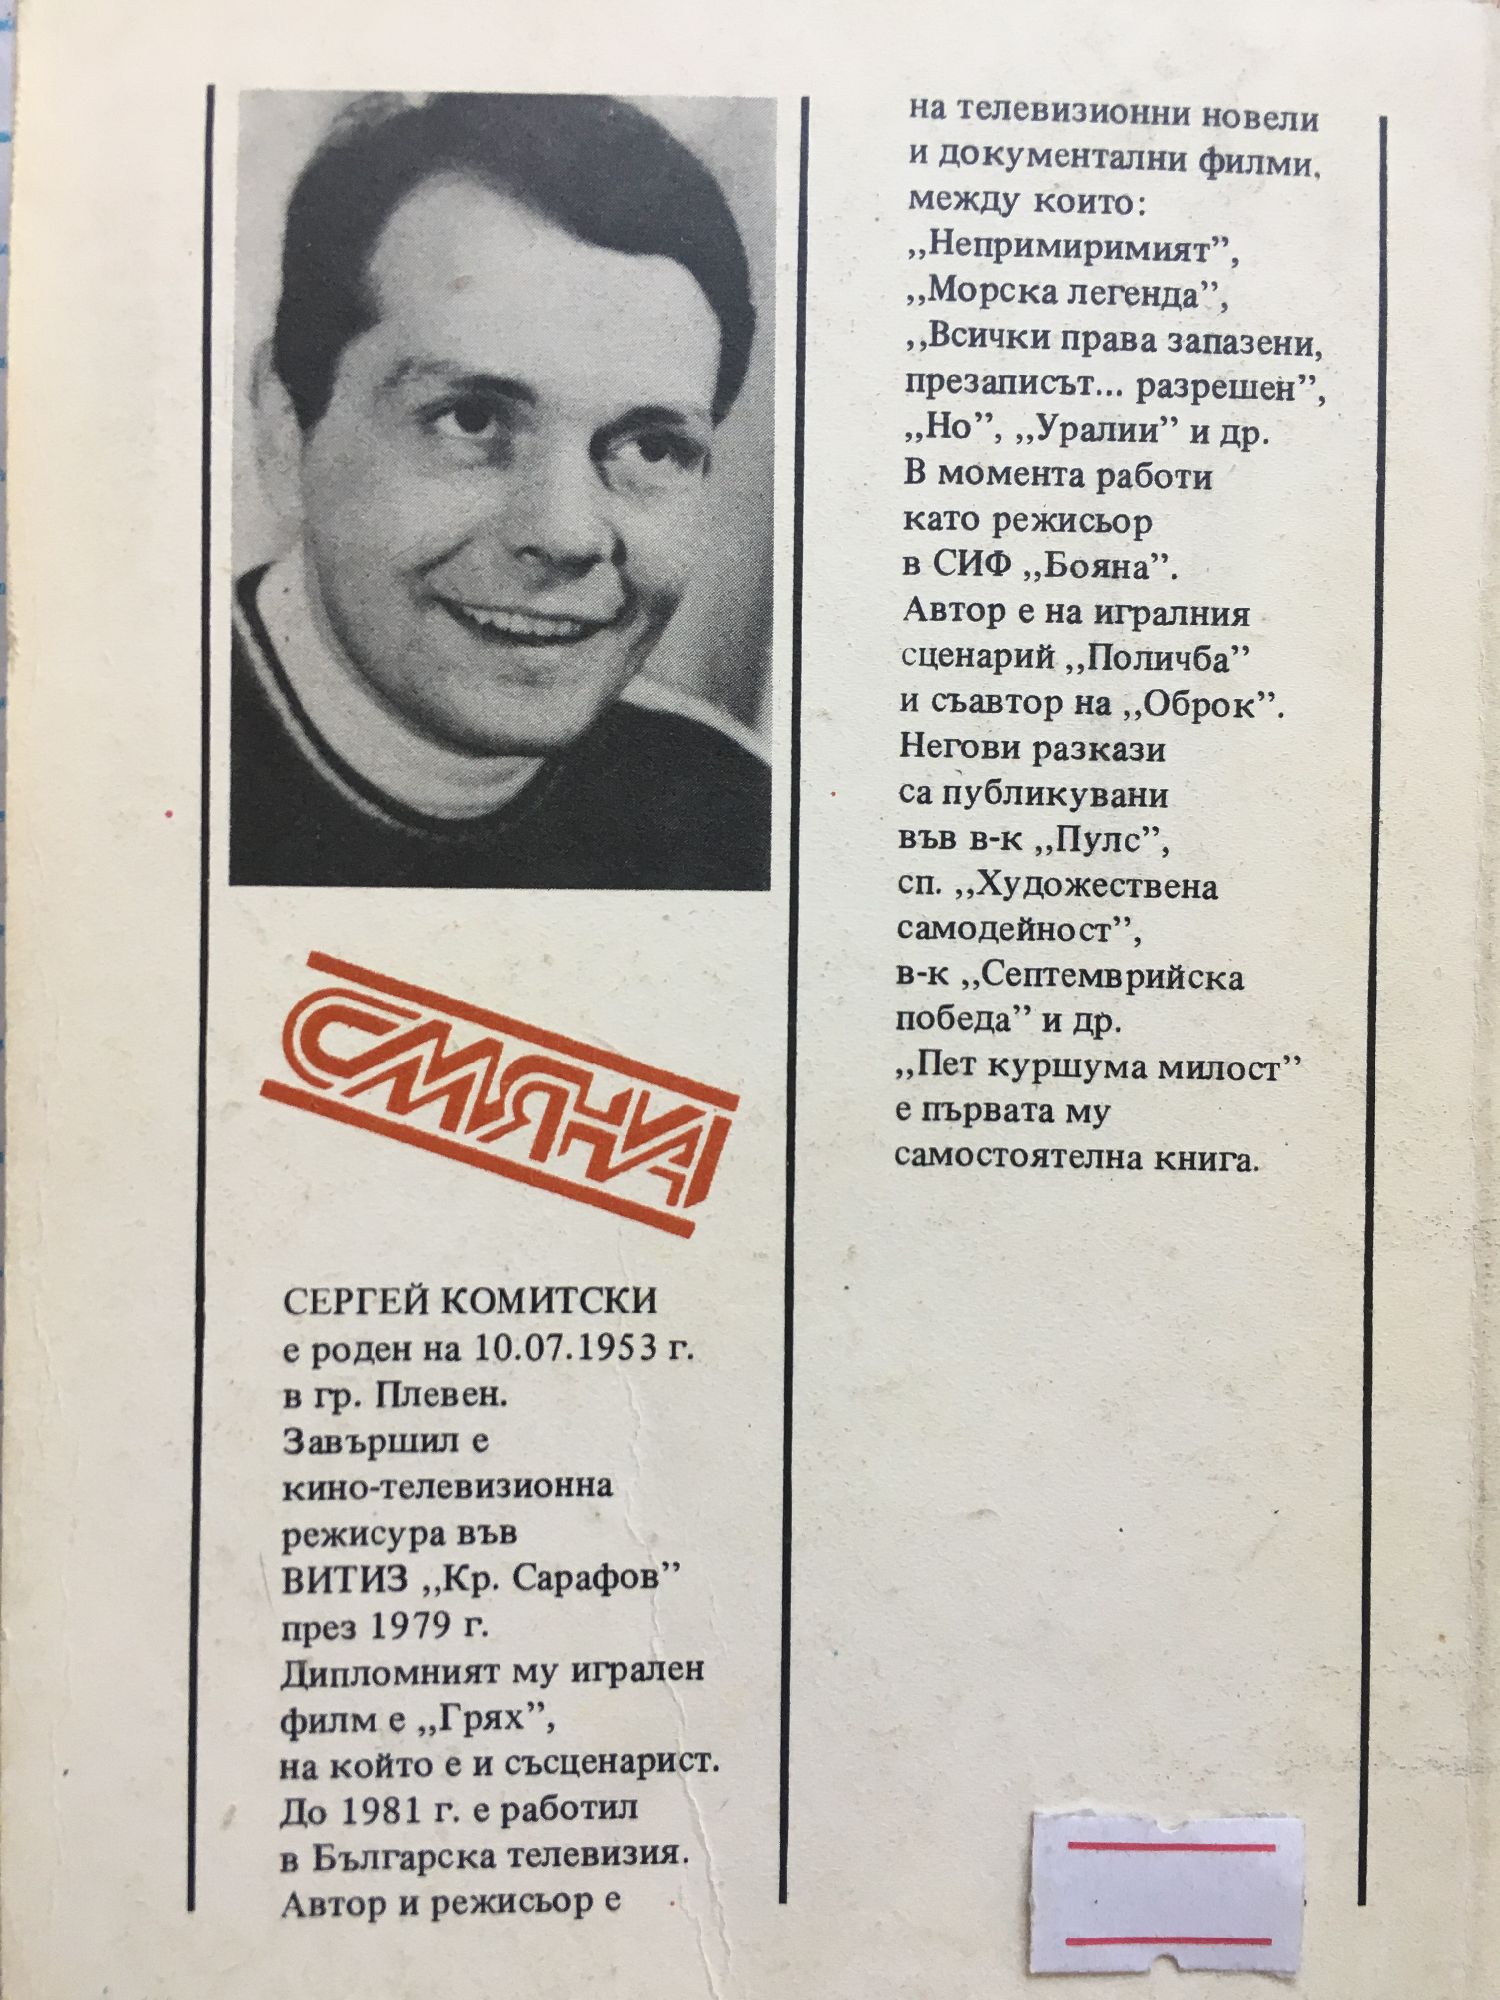 СМЯНА
СЕРГЕЙ КОМИТСКИ
е роден на 10.07.1953 г.
в гр. Плевен.
Завършил е
кино-телевизионна
режисура във
ВИТИЗ ,,Кр. Сарафов”
през 1979 г.
Дипломният му игрален
филм е ,,Грях”,
на който е и съсценарист.
До 1981 г. е работил
в Българска телевизия.
Автор и режисьор е
на телевизионни новели
и документални филми,
между които:
,,Непримиримият”,
,,Морска легенда”,
,,Всички права запазени,
презаписът... разрешен”,
,,Но”, ,,Уралии” и др.
В момента работи
като режисьор
в СИФ ,,Бояна”.
Автор е на игралния
сценарий ,,Поличба”
и съавтор на ,,Оброк”.
Негови разкази
са публикувани
във в-к ,,Пулс”,
сп. ,,Художествена
самодейност”,
в-к ,,Септемврийска
победа” и др.
,,Пет куршума милост”
е първата му
самостоятелна книга.